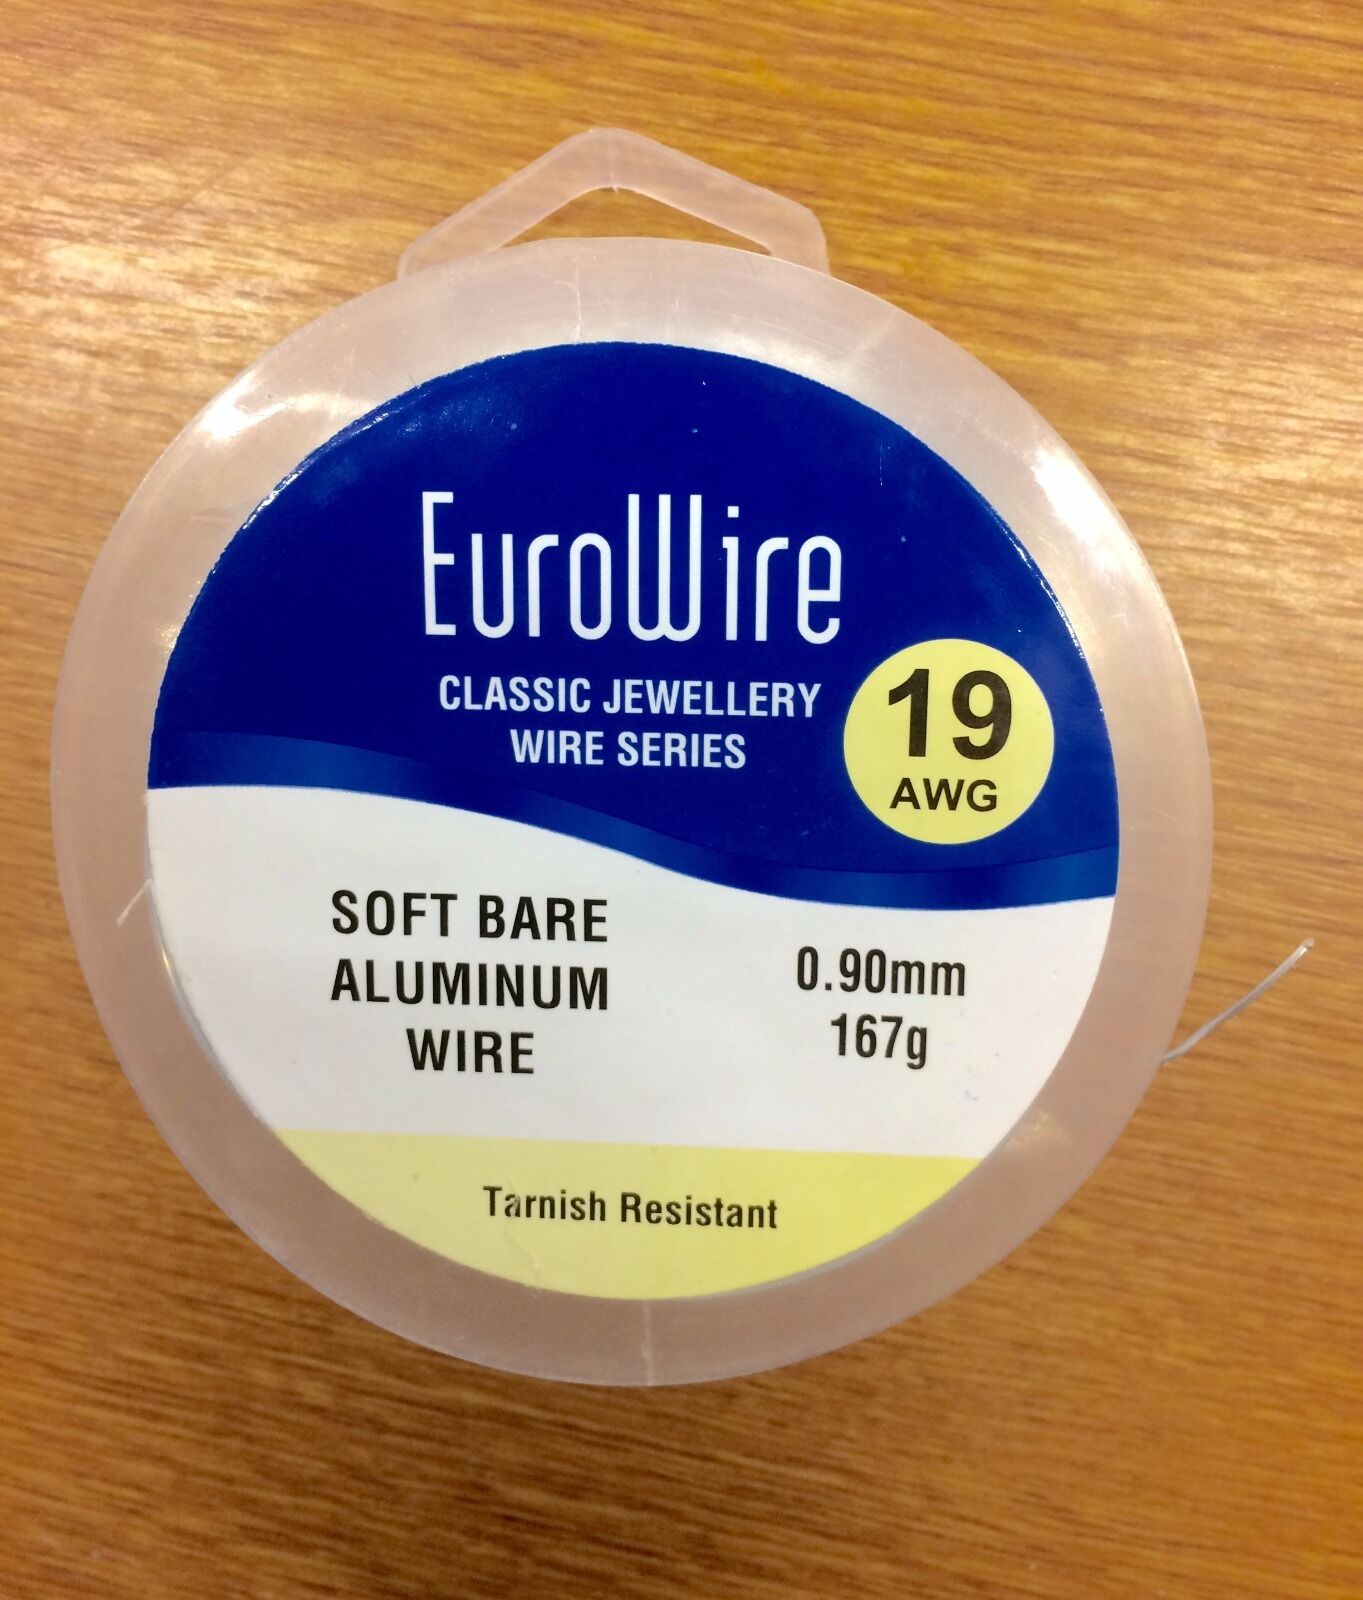 EuroWire
CLASSIC JEWELLERY
WIRE SERIES
19
AWG
SOFT BARE
ALUMINUM
WIRE
0.90mm
167g
Tarnish Resistant